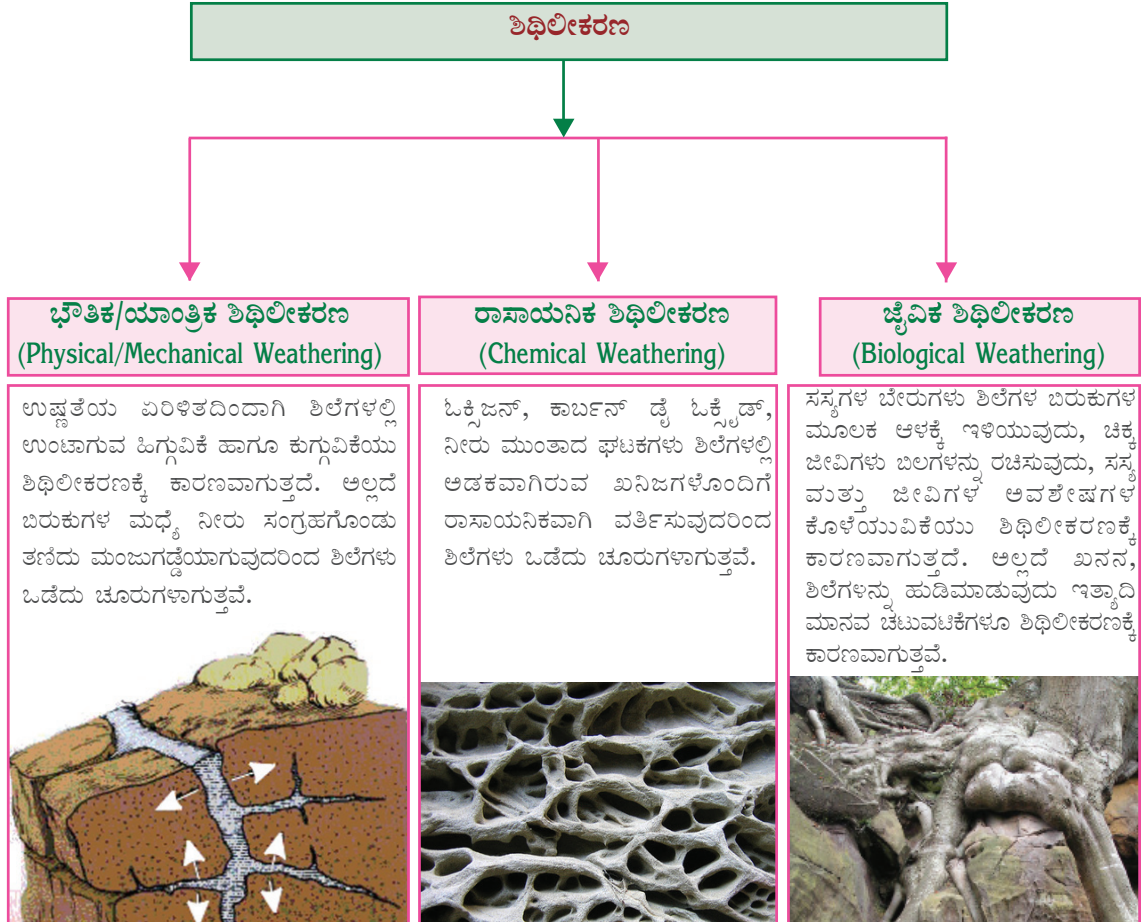 ಶಿಥಿಲೀಕರಣ
ಭೌತಿಕ/ಯಾಂತ್ರಿಕ ಶಿಥಿಲೀಕರಣ
(Physical/Mechanical Weathering)
ಉಷ್ಣತೆಯ ಏರಿಳಿತದಿಂದಾಗಿ ಶಿಲೆಗಳಲ್ಲಿ
ಉಂಟಾಗುವ ಹಿಗ್ಗುವಿಕೆ ಹಾಗೂ ಕುಗ್ಗುವಿಕೆಯು
ಶಿಥಿಲೀಕರಣಕ್ಕೆ ಕಾರಣವಾಗುತ್ತದೆ. ಅಲ್ಲದೆ
ಬಿರುಕುಗಳ ಮಧ್ಯೆ ನೀರು ಸಂಗ್ರಹಗೊಂಡು
ತಣಿದು ಮಂಜುಗಡ್ಡೆಯಾಗುವುದರಿಂದ ಶಿಲೆಗಳು
ಒಡೆದು ಚೂರುಗಳಾಗುತ್ತವೆ.
ರಾಸಾಯನಿಕ ಶಿಥಿಲೀಕರಣ
(Chemical Weathering)
ಓಕ್ಸಿಜನ್, ಕಾರ್ಬನ್ ಡೈ ಓಕ್ಸೈಡ್,
ನೀರು ಮುಂತಾದ ಘಟಕಗಳು ಶಿಲೆಗಳಲ್ಲಿ
ಅಡಕವಾಗಿರುವ ಖನಿಜಗಳೊಂದಿಗೆ
ರಾಸಾಯನಿಕವಾಗಿ ವರ್ತಿಸುವುದರಿಂದ
ಶಿಲೆಗಳು ಒಡೆದು ಚೂರುಗಳಾಗುತ್ತವೆ.
ಜೈವಿಕ ಶಿಥಿಲೀಕರಣ
(Biological Weathering)
ಸಸ್ಯಗಳ ಬೇರುಗಳು ಶಿಲೆಗಳ ಬಿರುಕುಗಳ
ಮೂಲಕ ಆಳಕ್ಕೆ ಇಳಿಯುವುದು, ಚಿಕ್ಕ
ಜೀವಿಗಳು ಬಿಲಗಳನ್ನು ರಚಿಸುವುದು, ಸಸ್ಯ
ಮತ್ತು ಜೀವಿಗಳ ಅವಶೇಷಗಳ
ಕೊಳೆಯುವಿಕೆಯು ಶಿಥಿಲೀಕರಣಕ್ಕೆ
ಕಾರಣವಾಗುತ್ತದೆ. ಅಲ್ಲದೆ ಖನನ,
ಶಿಲೆಗಳನ್ನು ಹುಡಿಮಾಡುವುದು ಇತ್ಯಾದಿ
ಮಾನವ ಚಟುವಟಿಕೆಗಳೂ ಶಿಥಿಲೀಕರಣಕ್ಕೆ
ಕಾರಣವಾಗುತ್ತವೆ.